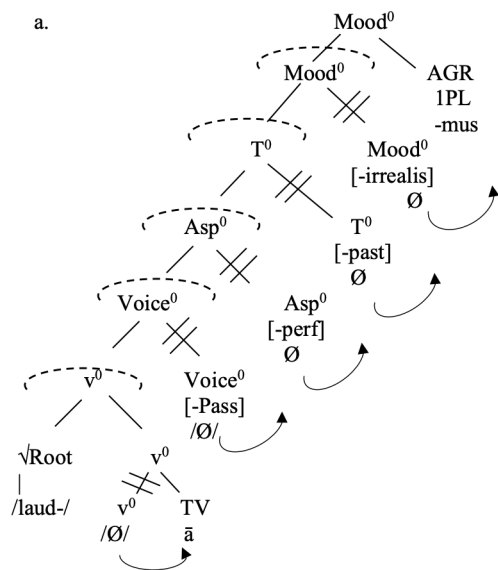 a.
Mood⁰
Mood⁰ AGR
1PL
-mus
T⁰ Mood⁰
[-irrealis]
Ø
Asp⁰ T⁰
[-past]
Ø
Voice⁰ Asp⁰
[-perf]
Ø
v⁰ Voice⁰
[-Pass]
/Ø/
√Root v⁰
/laud-/ v⁰ TV
/Ø/ ā